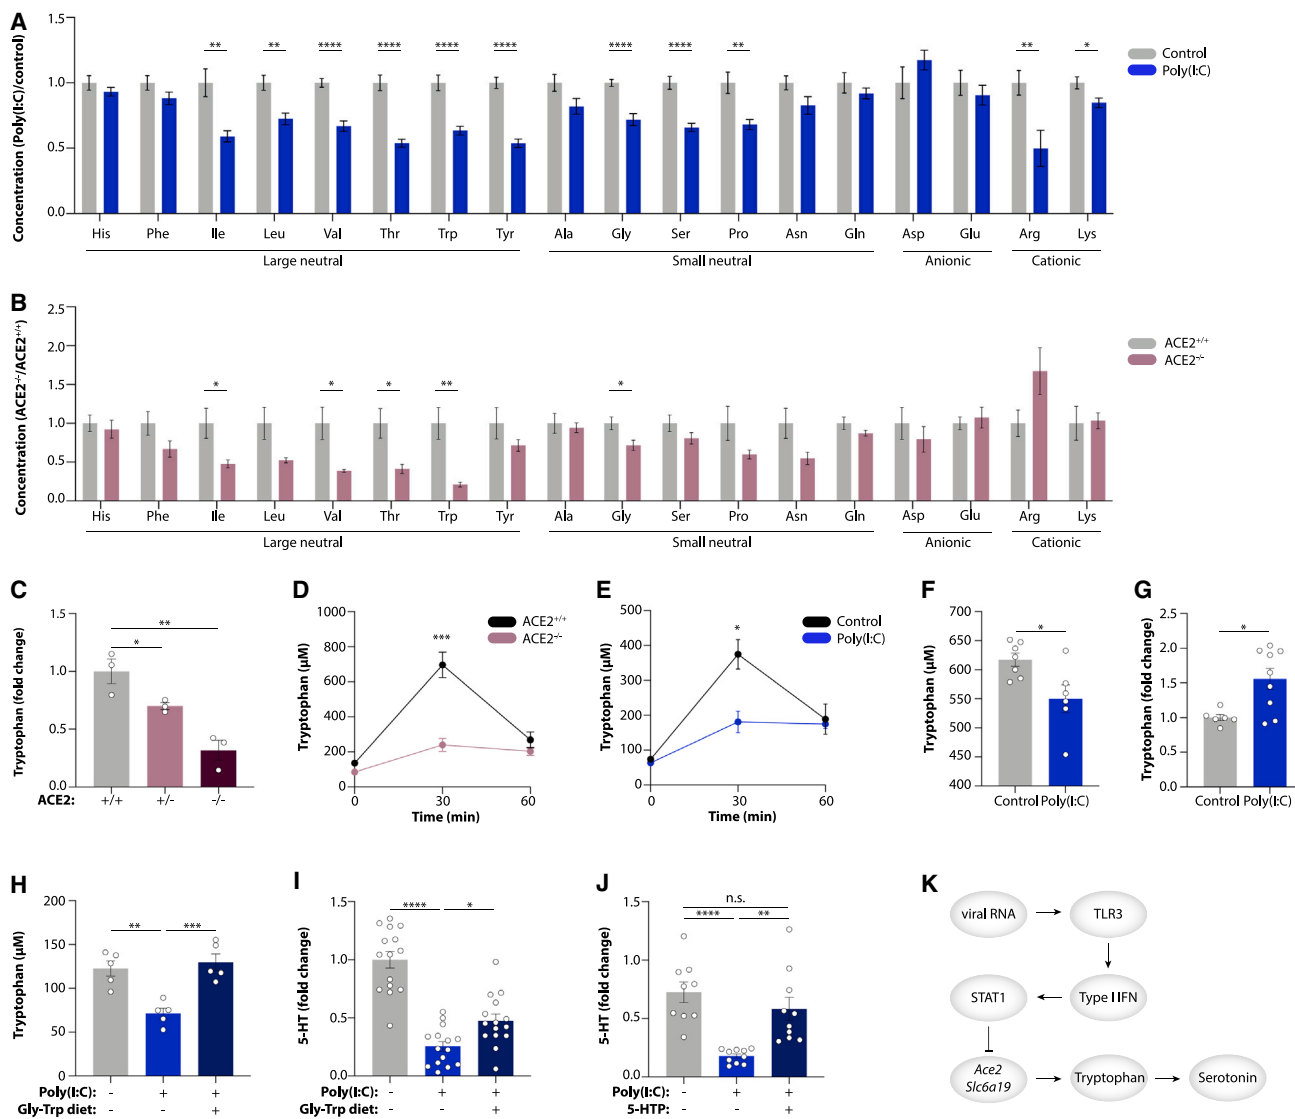 A
Concentration (Poly(I:C)/control)
1.5
1.0
0.5
0.0
** ** **** **** **** **** **** **** ** ** *
Control
Poly(I:C)
His Phe Ile Leu Val Thr Trp Tyr Ala Gly Ser Pro Asn Gln Asp Glu Arg Lys
Large neutral Small neutral Anionic Cationic
B
Concentration (ACE2-/-/ACE2+/+)
2.5
2.0
1.5
1.0
0.5
0.0
* * * ** *
ACE2+/+
ACE2-/-
His Phe Ile Leu Val Thr Trp Tyr Ala Gly Ser Pro Asn Gln Asp Glu Arg Lys
Large neutral Small neutral Anionic Cationic
C
Tryptophan (fold change)
1.5
1.0
0.5
0.0
**
*
ACE2: +/+ +/- -/-
D
Tryptophan (µM)
1000
800
600
400
200
0
***
ACE2+/+
ACE2-/-
0 30 60
Time (min)
E
Tryptophan (µM)
500
400
300
200
100
0
*
Control
Poly(I:C)
0 30 60
Time (min)
F
Tryptophan (µM)
700
650
600
550
500
450
400
*
Control Poly(I:C)
G
Tryptophan (fold change)
2.5
2.0
1.5
1.0
0.5
0.0
*
Control Poly(I:C)
H
Tryptophan (µM)
200
150
100
50
0
** ***
Poly(I:C): - + +
Gly-Trp diet: - - +
I
5-HT (fold change)
1.5
1.0
0.5
0.0
**** *
Poly(I:C): - + +
Gly-Trp diet: - - +
J
5-HT (fold change)
1.5
1.0
0.5
0.0
n.s.
**** **
Poly(I:C): - + +
5-HTP: - - +
K
viral RNA
TLR3
STAT1
Type I IFN
Ace2
Slc6a19
Tryptophan
Serotonin